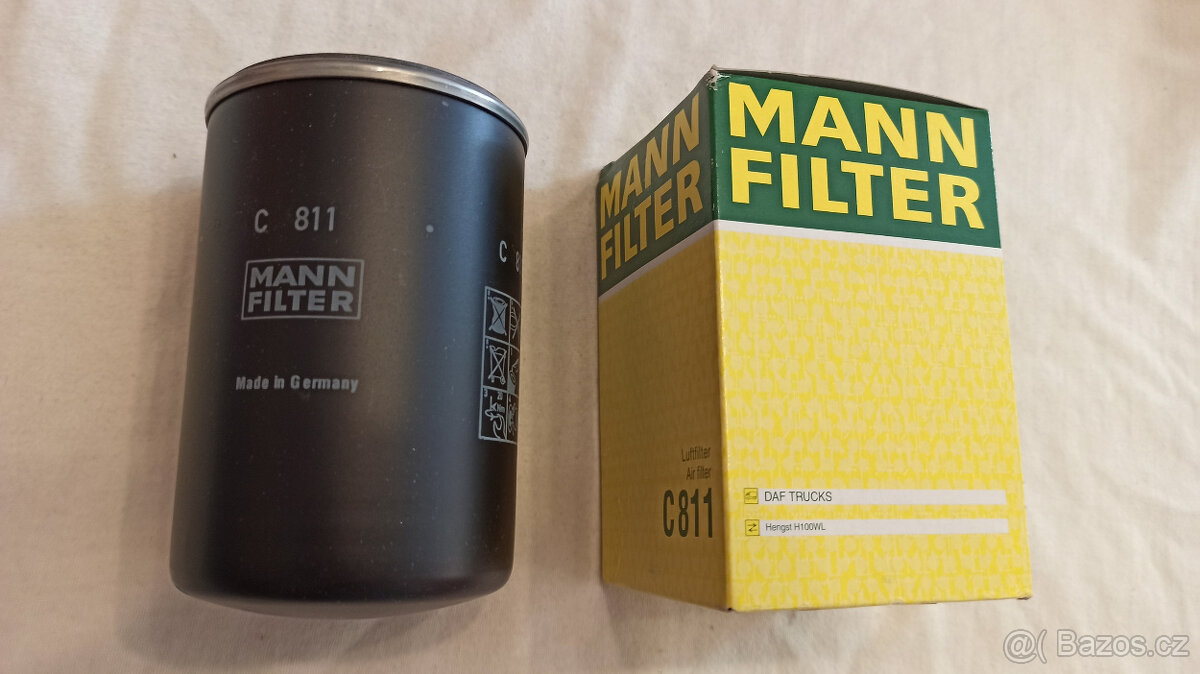 C 811
MANN
FILTER
Made in Germany
C
MANN
FILTER
Luftfilter
Air filter
C 811
MANN
FILTER
DAF TRUCKS
Hengst H100WL
@( Bazos.cz